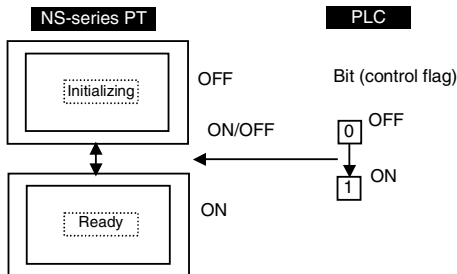 NS-series PT
PLC
Initializing
OFF
Bit (control flag)
ON/OFF
0
OFF
1
ON
Ready
ON